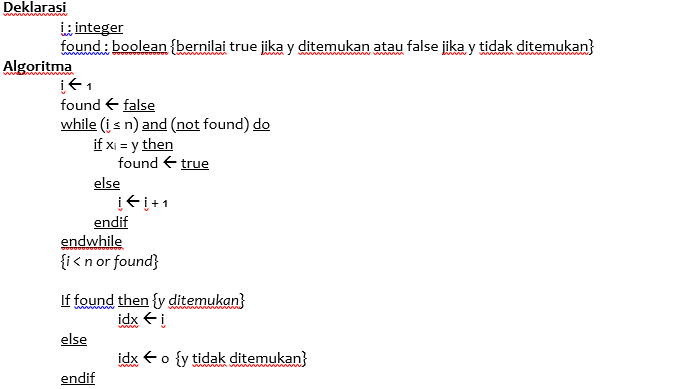 Deklarasi
i : integer
found : boolean {bernilai true jika y ditemukan atau false jika y tidak ditemukan}
Algoritma
i ← 1
found ← false
while (i ≤ n) and (not found) do
if xᵢ = y then
found ← true
else
i ← i + 1
endif
endwhile
{i < n or found}
If found then {y ditemukan}
idx ← i
else
idx ← 0 {y tidak ditemukan}
endif